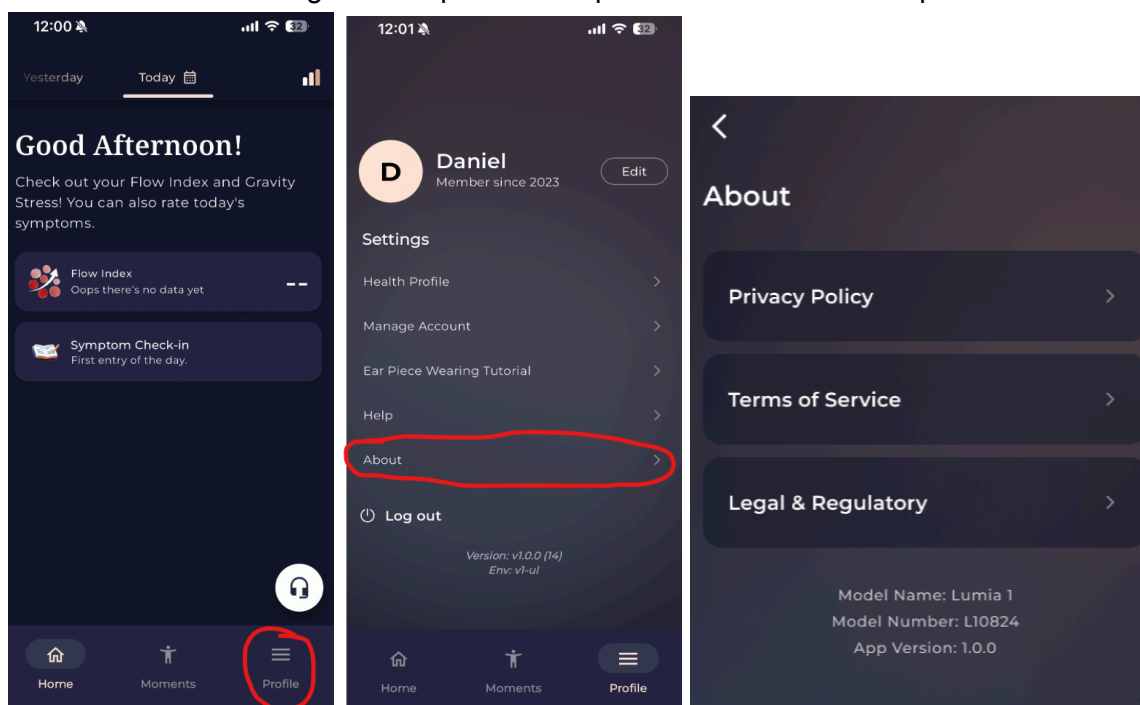 12:00
32
Yesterday
Today
Good Afternoon!
Check out your Flow Index and Gravity
Stress! You can also rate today's
symptoms.
Flow Index
Oops there's no data yet
--
Symptom Check-in
First entry of the day.
Home
Moments
Profile
12:01
32
D
Daniel
Member since 2023
Edit
Settings
Health Profile
Manage Account
Ear Piece Wearing Tutorial
Help
About
Log out
Version: v1.0.0 (14)
Env: v1-ul
Home
Moments
Profile
About
Privacy Policy
Terms of Service
Legal & Regulatory
Model Name: Lumia 1
Model Number: L10824
App Version: 1.0.0